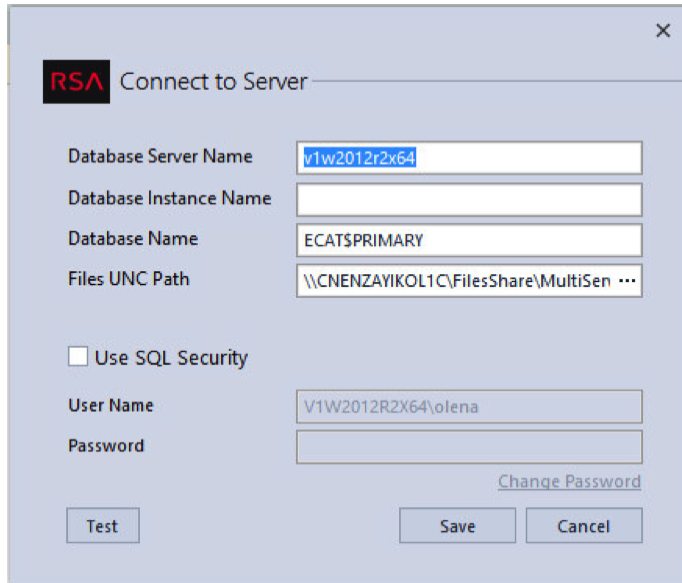 RSA Connect to Server
Database Server Name v1w2012r2x64
Database Instance Name
Database Name ECAT$PRIMARY
Files UNC Path \\CNENZAYIKOL1C\FilesShare\MultiSer ...
Use SQL Security
User Name V1W2012R2X64\olena
Password
Change Password
Test Save Cancel